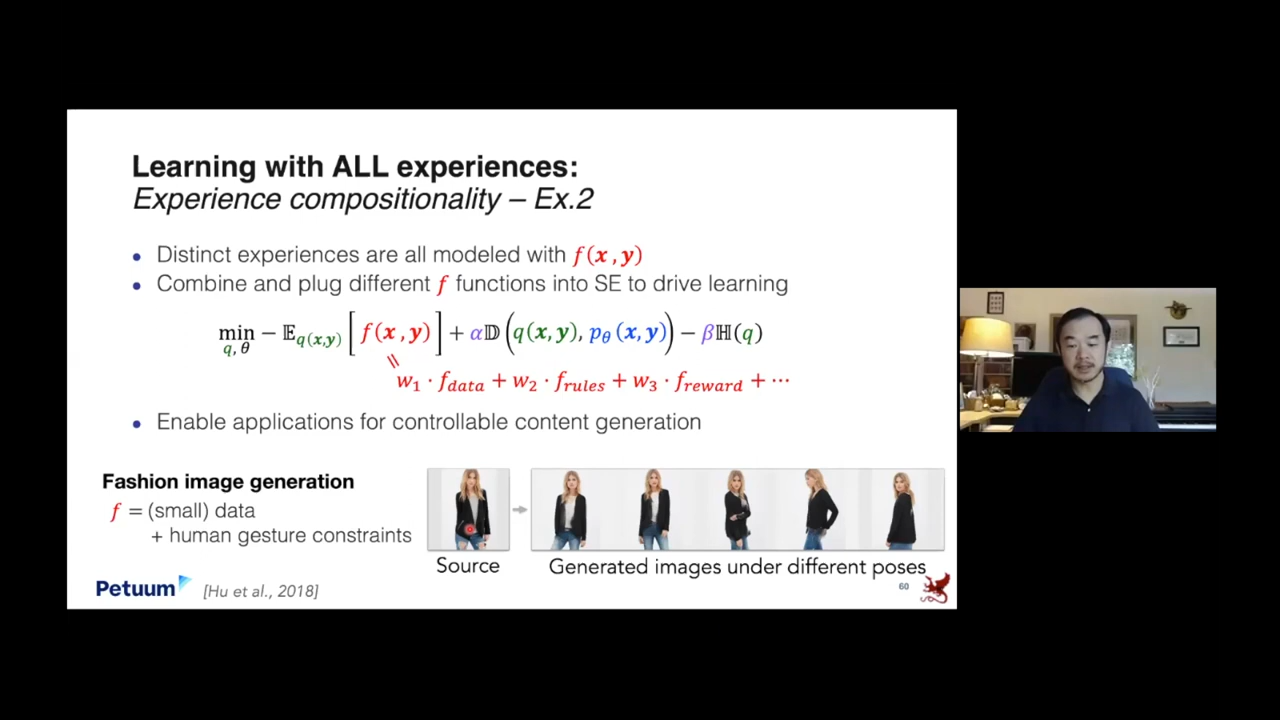 Learning with ALL experiences:
Experience compositionality – Ex.2
• Distinct experiences are all modeled with f(x, y)
• Combine and plug different f functions into SE to drive learning
min q, θ − 𝔼q(x,y) [ f(x, y) ] + α𝔻 (q(x, y), pθ(x, y)) − βℍ(q)
w1 · fdata + w2 · frules + w3 · freward + ⋯
• Enable applications for controllable content generation
Fashion image generation
f = (small) data
+ human gesture constraints
Source
Generated images under different poses
Petuum
[Hu et al., 2018]
60